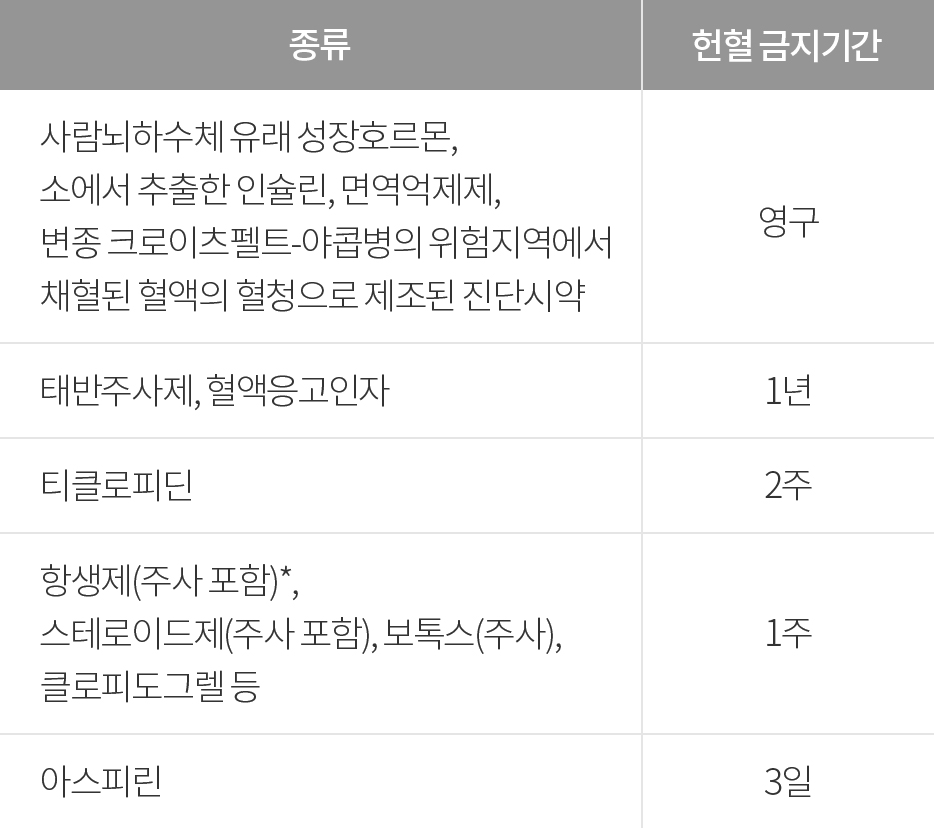 종류
헌혈 금지기간
사람뇌하수체 유래 성장호르몬,
소에서 추출한 인슐린, 면역억제제,
변종 크로이츠펠트-야콥병의 위험지역에서
채혈된 혈액의 혈청으로 제조된 진단시약
영구
태반주사제, 혈액응고인자
1년
티클로피딘
2주
항생제(주사 포함)*,
스테로이드제(주사 포함), 보톡스(주사),
클로피도그렐 등
1주
아스피린
3일